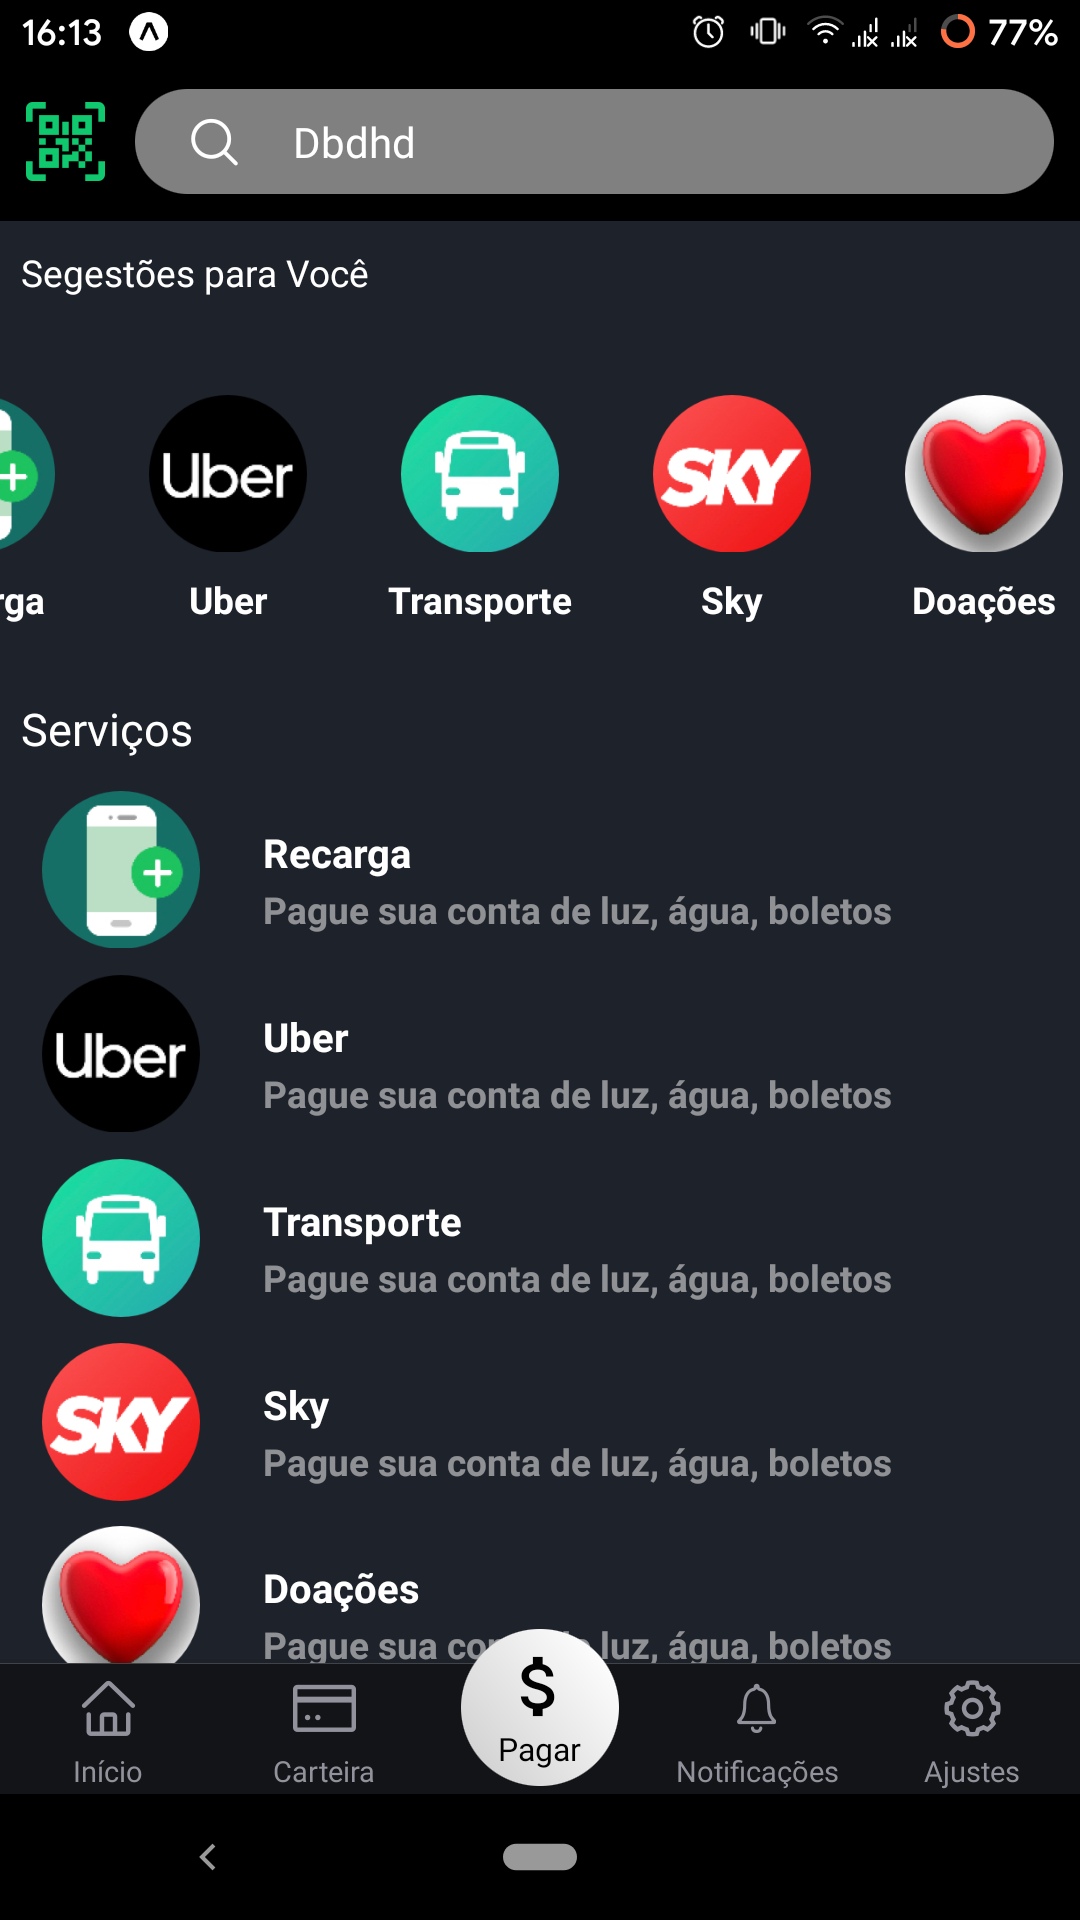 16:13
77%
Dbdhd
Segestões para Você
Uber
SKY
rga
Uber
Transporte
Sky
Doações
Serviços
Recarga
Pague sua conta de luz, água, boletos
Uber
Uber
Pague sua conta de luz, água, boletos
Transporte
Pague sua conta de luz, água, boletos
SKY
Sky
Pague sua conta de luz, água, boletos
Doações
Pague sua luz, água, boletos
$
Pagar
Início
Carteira
Notificações
Ajustes